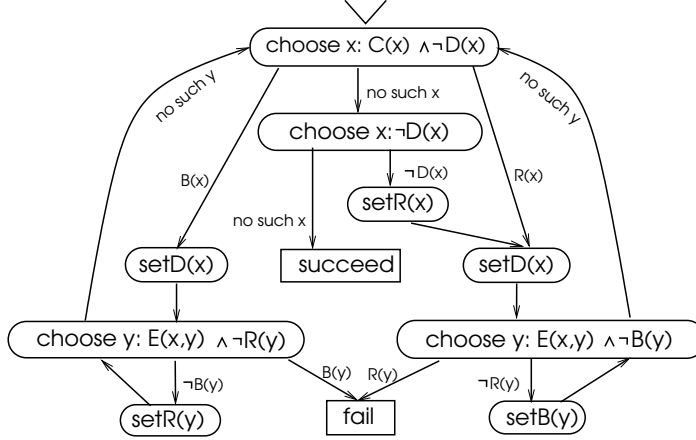 choose x: C(x) ∧¬D(x)
no such y
no such x
no such y
choose x:¬D(x)
B(x)
¬D(x)
R(x)
setR(x)
no such x
setD(x)
succeed
setD(x)
choose y: E(x,y) ∧¬R(y)
choose y: E(x,y) ∧¬B(y)
¬B(y)
B(y)
R(y)
¬R(y)
setR(y)
fail
setB(y)